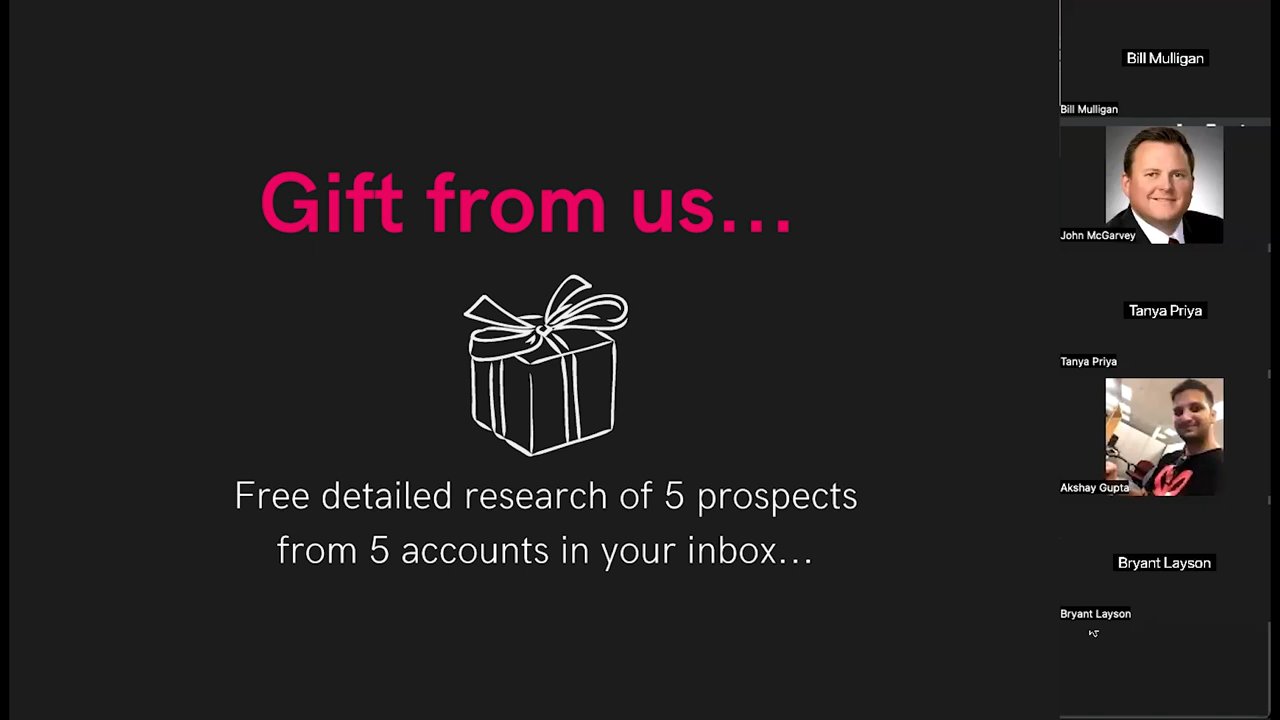 Gift from us...
Free detailed research of 5 prospects
from 5 accounts in your inbox...
Bill Mulligan
Bill Mulligan
John McGarvey
Tanya Priya
Tanya Priya
Akshay Gupta
Bryant Layson
Bryant Layson